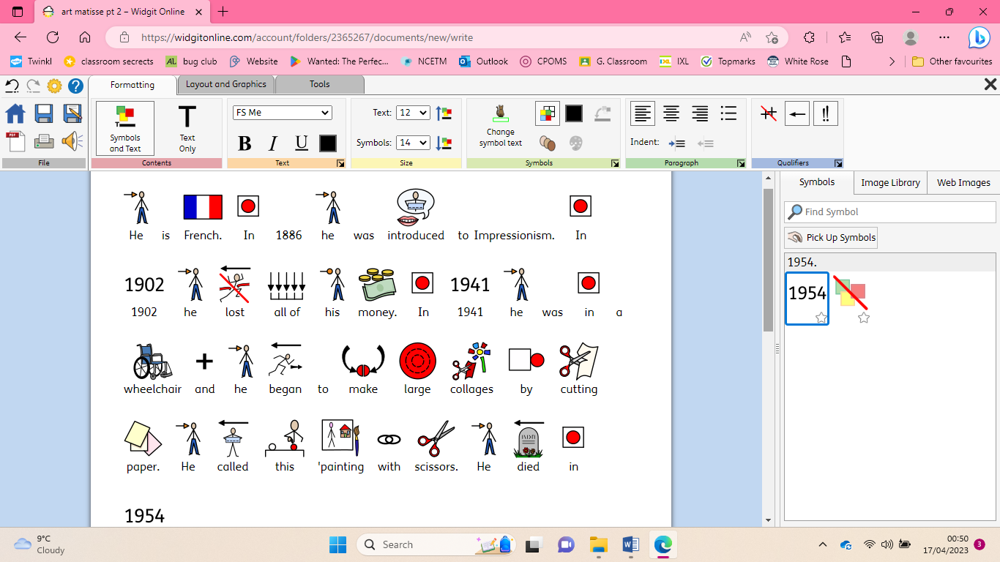 art matisse pt 2 – Widgit Online
https://widgitonline.com/account/folders/2365267/documents/new/write
Twinkl classroom secrects AL bug club Website Wanted: The Perfec... NCETM Outlook CPOMS G. Classroom IXL Topmarks White Rose Other favourites
Formatting Layout and Graphics Tools
FS Me Text: 12
Symbols and Text Text Only B I U Symbols: 14 Change symbol text Indent:
PDF
File Contents Text Size Symbols Paragraph Qualifiers
Symbols Image Library Web Images
Find Symbol
Pick Up Symbols
1954.
1954
He is French. In 1886 he was introduced to Impressionism. In
1902 1941
1902 he lost all of his money. In 1941 he was in a
wheelchair and he began to make large collages by cutting
paper. He called this 'painting with scissors. He died in
1954
9°C
Cloudy
Search
00:50
17/04/2023
3